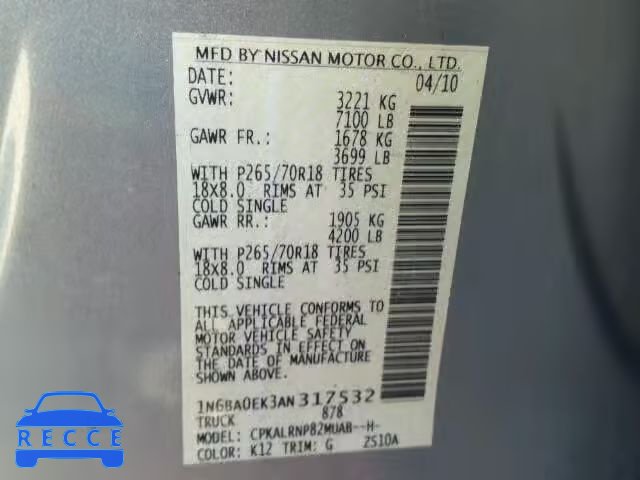 MFD BY NISSAN MOTOR CO., LTD.
DATE: 04/10
GVWR: 3221 KG
7100 LB
GAWR FR.: 1678 KG
3699 LB
WITH P265/70R18 TIRES
18X8.0 RIMS AT 35 PSI
COLD SINGLE
GAWR RR.: 1905 KG
4200 LB
WITH P265/70R18 TIRES
18X8.0 RIMS AT 35 PSI
COLD SINGLE
THIS VEHICLE CONFORMS TO
ALL APPLICABLE FEDERAL
MOTOR VEHICLE SAFETY
STANDARDS IN EFFECT ON
THE DATE OF MANUFACTURE
SHOWN ABOVE.
1N6BA0EK3AN317532
TRUCK 878
MODEL: CPKALRNP82MUAB--H-
COLOR: K12 TRIM: G ZS10A
RECCE